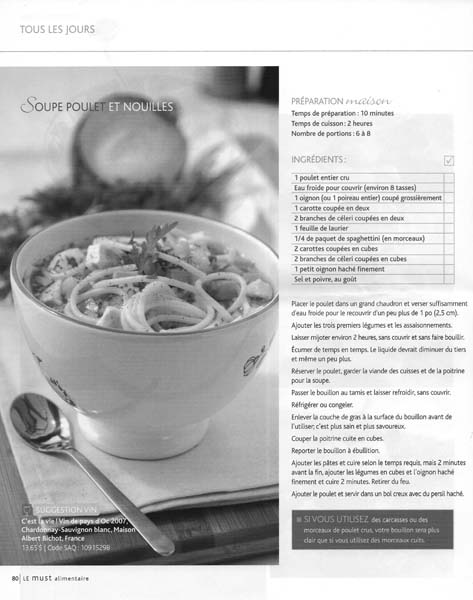 TOUS LES JOURS
SOUPE POULET ET NOUILLES
PRÉPARATION maison
Temps de préparation : 10 minutes
Temps de cuisson : 2 heures
Nombre de portions : 6 à 8
INGRÉDIENTS :
1 poulet entier cru
Eau froide pour couvrir (environ 8 tasses)
1 oignon (ou 1 poireau entier) coupé grossièrement
1 carotte coupée en deux
2 branches de céleri coupées en deux
1 feuille de laurier
1/4 de paquet de spaghettini (en morceaux)
2 carottes coupées en cubes
2 branches de céleri coupées en cubes
1 petit oignon haché finement
Sel et poivre, au goût
Placer le poulet dans un grand chaudron et verser suffisamment
d'eau froide pour le recouvrir d'un peu plus de 1 po (2,5 cm).
Ajouter les trois premiers légumes et les assaisonnements.
Laisser mijoter environ 2 heures, sans couvrir et sans faire bouillir.
Écumer de temps en temps. Le liquide devrait diminuer du tiers
et même un peu plus.
Réserver le poulet, garder la viande des cuisses et de la poitrine
pour la soupe.
Passer le bouillon au tamis et laisser refroidir, sans couvrir.
Réfrigérer ou congeler.
Enlever la couche de gras à la surface du bouillon avant de
l'utiliser; c'est plus sain et plus savoureux.
Couper la poitrine cuite en cubes.
Reporter le bouillon à ébullition.
Ajouter les pâtes et cuire selon le temps requis, mais 2 minutes
avant la fin, ajouter les légumes en cubes et l'oignon haché
finement et cuire 2 minutes. Retirer du feu.
Ajouter le poulet et servir dans un bol creux avec du persil haché.
SI VOUS UTILISEZ des carcasses ou des
morceaux de poulet crus, votre bouillon sera plus
clair que si vous utilisez des morceaux cuits.
SUGGESTION VIN
C'est la vie ! Vin de pays d'Oc 2007,
Chardonnay-Sauvignon blanc, Maison
Albert Bichot, France
13,65 $ | Code SAQ : 10915298
80 | LE must alimentaire